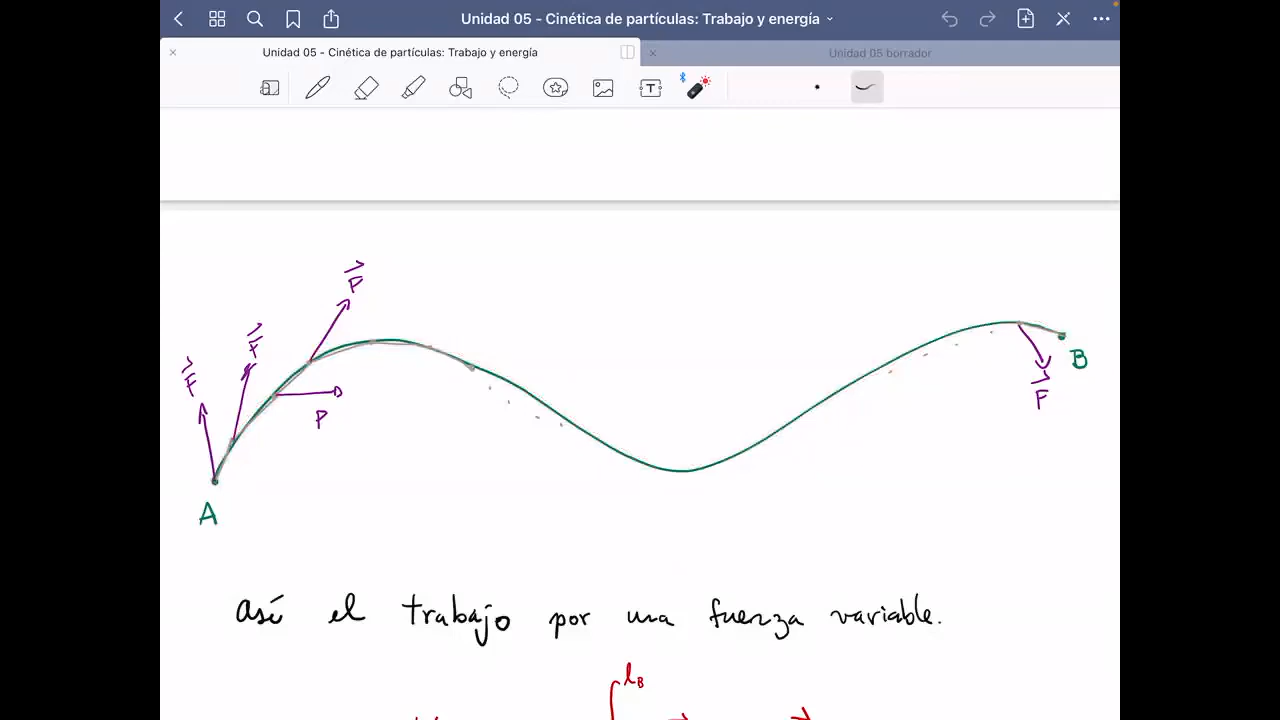 Unidad 05 - Cinética de partículas: Trabajo y energía
Unidad 05 - Cinética de partículas: Trabajo y energía
Unidad 05 borrador
T
F
F
F
P
F
B
A
así el trabajo por una fuerza variable.
l_B